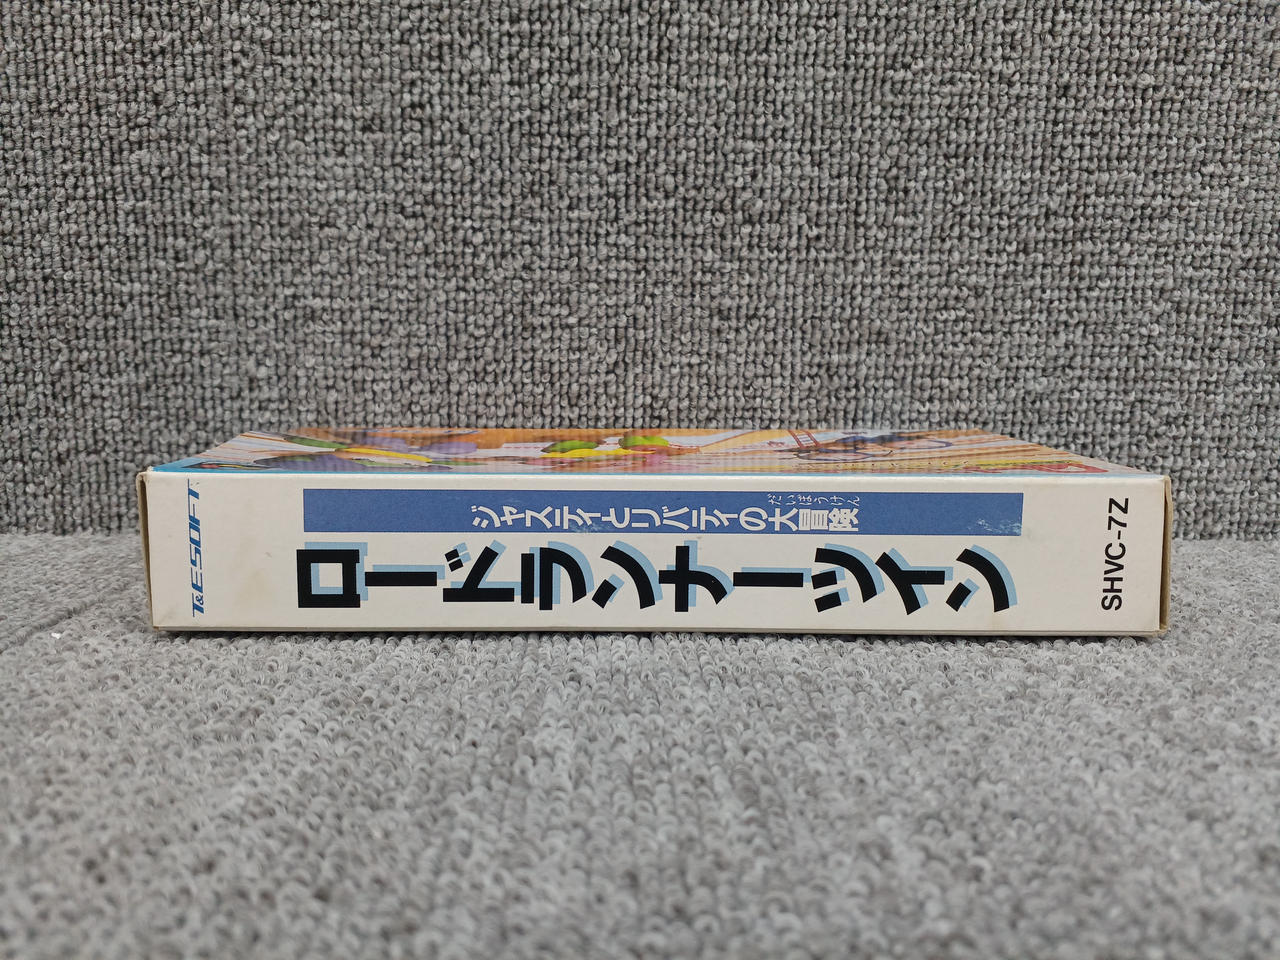 T&ESOFT
だいぼうけん
ジャスティとリバティの大冒険
ロードランナーツイン
SHVC-7Z